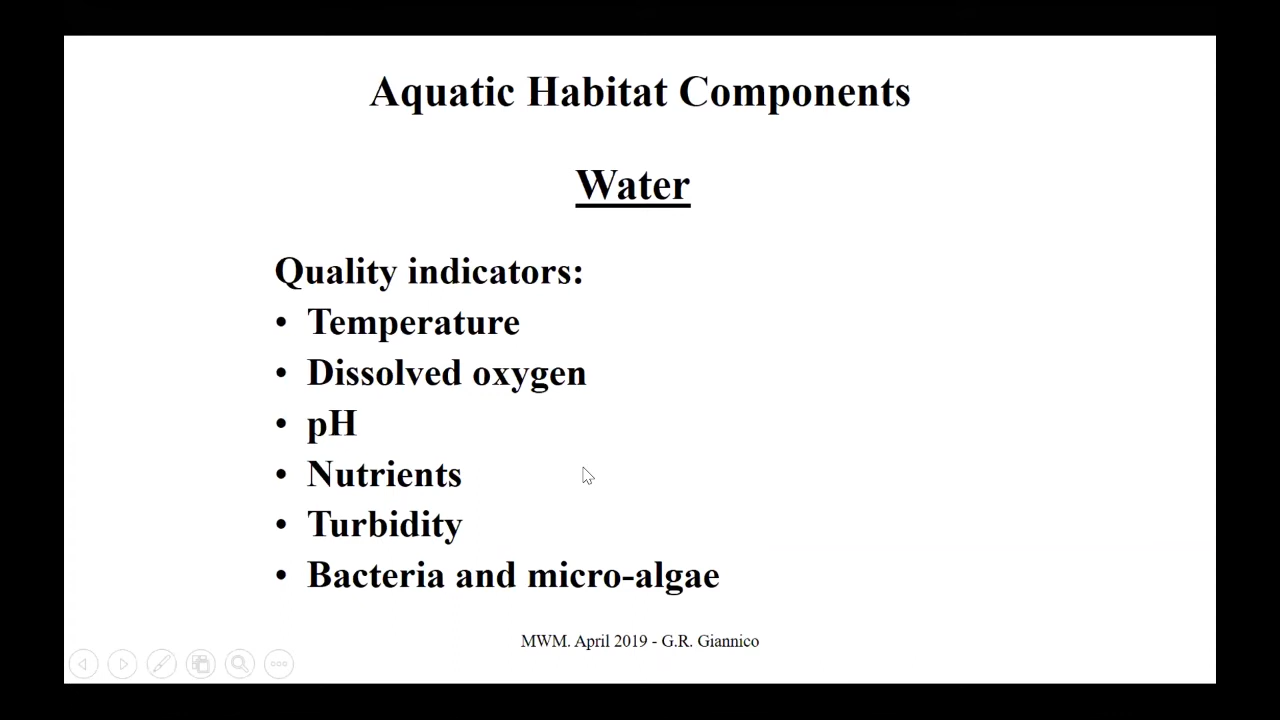 Aquatic Habitat Components
Water
Quality indicators:
• Temperature
• Dissolved oxygen
• pH
• Nutrients
• Turbidity
• Bacteria and micro-algae
MWM. April 2019 - G.R. Giannico